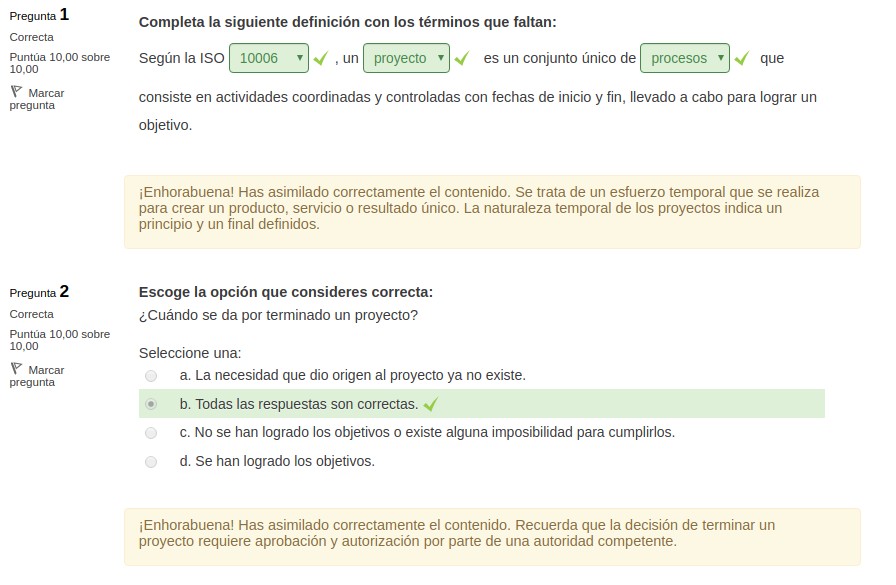 Pregunta 1
Correcta
Puntúa 10,00 sobre
10,00
Marcar
pregunta
Completa la siguiente definición con los términos que faltan:
Según la ISO 10006 , un proyecto es un conjunto único de procesos que
consiste en actividades coordinadas y controladas con fechas de inicio y fin, llevado a cabo para lograr un
objetivo.
¡Enhorabuena! Has asimilado correctamente el contenido. Se trata de un esfuerzo temporal que se realiza
para crear un producto, servicio o resultado único. La naturaleza temporal de los proyectos indica un
principio y un final definidos.
Pregunta 2
Correcta
Puntúa 10,00 sobre
10,00
Marcar
pregunta
Escoge la opción que consideres correcta:
¿Cuándo se da por terminado un proyecto?
Seleccione una:
a. La necesidad que dio origen al proyecto ya no existe.
b. Todas las respuestas son correctas.
c. No se han logrado los objetivos o existe alguna imposibilidad para cumplirlos.
d. Se han logrado los objetivos.
¡Enhorabuena! Has asimilado correctamente el contenido. Recuerda que la decisión de terminar un
proyecto requiere aprobación y autorización por parte de una autoridad competente.